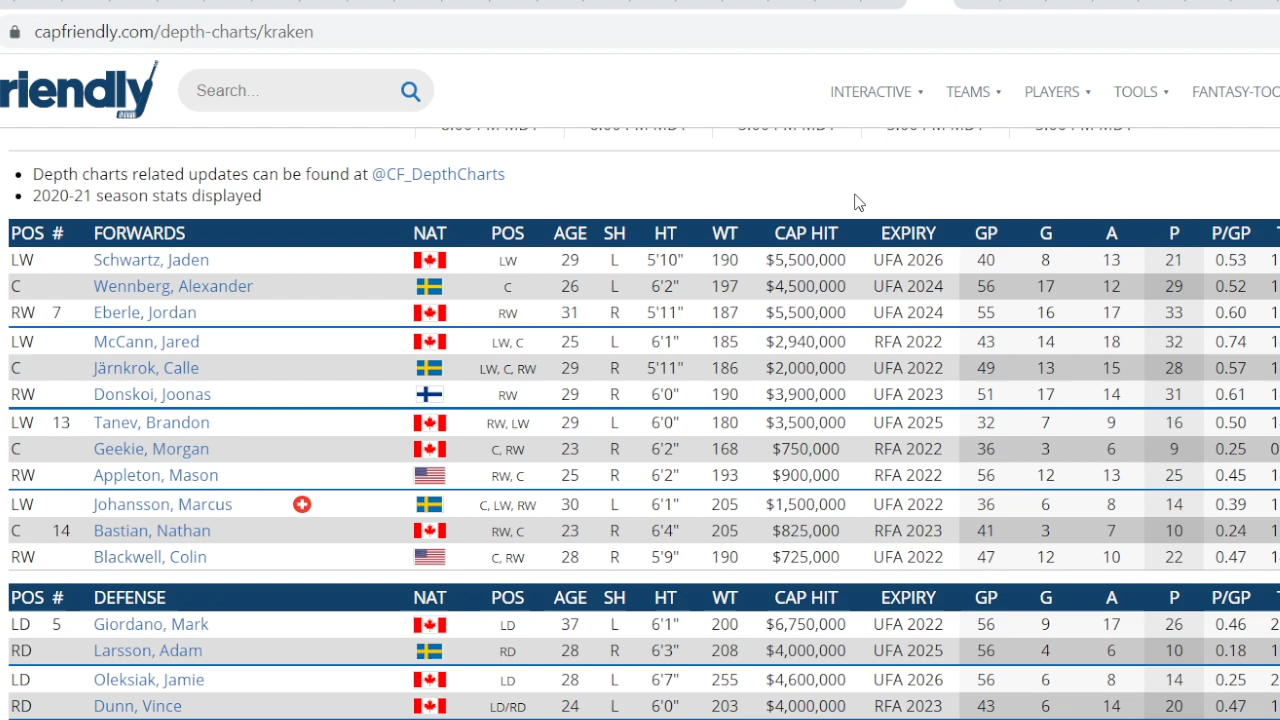 capfriendly.com/depth-charts/kraken
riendly Search... INTERACTIVE TEAMS PLAYERS TOOLS FANTASY-TOO
Depth charts related updates can be found at @CF_DepthCharts
2020-21 season stats displayed
POS # FORWARDS NAT POS AGE SH HT WT CAP HIT EXPIRY GP G A P P/GP
LW Schwartz, Jaden LW 29 L 5'10" 190 $5,500,000 UFA 2026 40 8 13 21 0.53
C Wennberg, Alexander C 26 L 6'2" 197 $4,500,000 UFA 2024 56 17 12 29 0.52
RW 7 Eberle, Jordan RW 31 R 5'11" 187 $5,500,000 UFA 2024 55 16 17 33 0.60
LW McCann, Jared LW, C 25 L 6'1" 185 $2,940,000 RFA 2022 43 14 18 32 0.74
C Järnkrok, Calle LW, C, RW 29 R 5'11" 186 $2,000,000 UFA 2022 49 13 15 28 0.57
RW Donskoi, Joonas RW 29 R 6'0" 190 $3,900,000 UFA 2023 51 17 14 31 0.61
LW 13 Tanev, Brandon RW, LW 29 L 6'0" 180 $3,500,000 UFA 2025 32 7 9 16 0.50
C Geekie, Morgan C, RW 23 R 6'2" 168 $750,000 RFA 2022 36 3 6 9 0.25
RW Appleton, Mason RW, C 25 R 6'2" 193 $900,000 RFA 2022 56 12 13 25 0.45
LW Johansson, Marcus C, LW, RW 30 L 6'1" 205 $1,500,000 UFA 2022 36 6 8 14 0.39
C 14 Bastian, Nathan RW, C 23 R 6'4" 205 $825,000 RFA 2023 41 3 7 10 0.24
RW Blackwell, Colin C, RW 28 R 5'9" 190 $725,000 UFA 2022 47 12 10 22 0.47
POS # DEFENSE NAT POS AGE SH HT WT CAP HIT EXPIRY GP G A P P/GP
LD 5 Giordano, Mark LD 37 L 6'1" 200 $6,750,000 UFA 2022 56 9 17 26 0.46
RD Larsson, Adam RD 28 R 6'3" 208 $4,000,000 UFA 2025 56 4 6 10 0.18
LD Oleksiak, Jamie LD 28 L 6'7" 255 $4,600,000 UFA 2026 56 6 8 14 0.25
RD Dunn, Vince LD/RD 24 L 6'0" 203 $4,000,000 RFA 2023 43 6 14 20 0.47